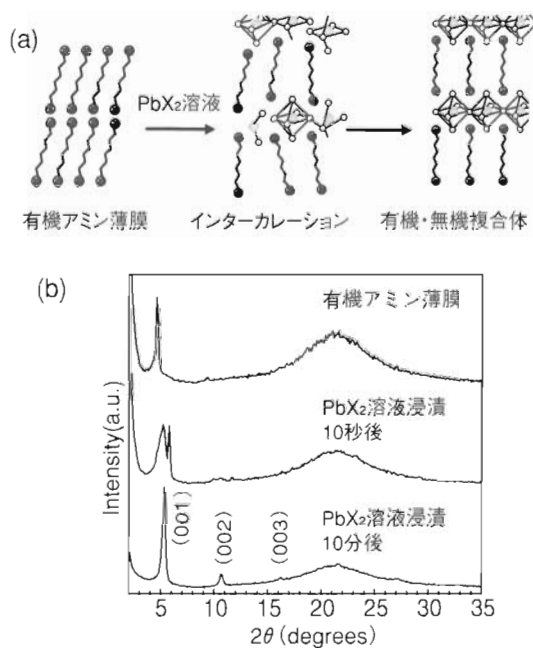 (a)
PbX₂溶液
有機アミン薄膜
インターカレーション
有機・無機複合体
(b)
有機アミン薄膜
PbX₂溶液浸漬
10秒後
PbX₂溶液浸漬
10分後
(001)
(002)
(003)
Intensity(a.u.)
5 10 15 20 25 30 35
2θ (degrees)